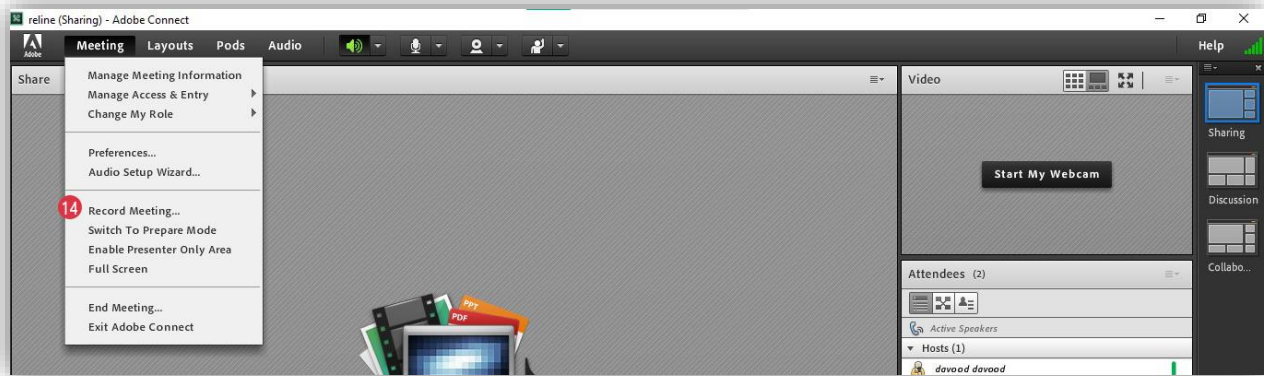 reline (Sharing) - Adobe Connect
Adobe
Meeting Layouts Pods Audio
Help
Share
Manage Meeting Information
Manage Access & Entry
Change My Role
Preferences...
Audio Setup Wizard...
14
Record Meeting...
Switch To Prepare Mode
Enable Presenter Only Area
Full Screen
End Meeting...
Exit Adobe Connect
PPT
PDF
Video
Start My Webcam
Attendees (2)
Active Speakers
Hosts (1)
davood davood
Sharing
Discussion
Collabo...